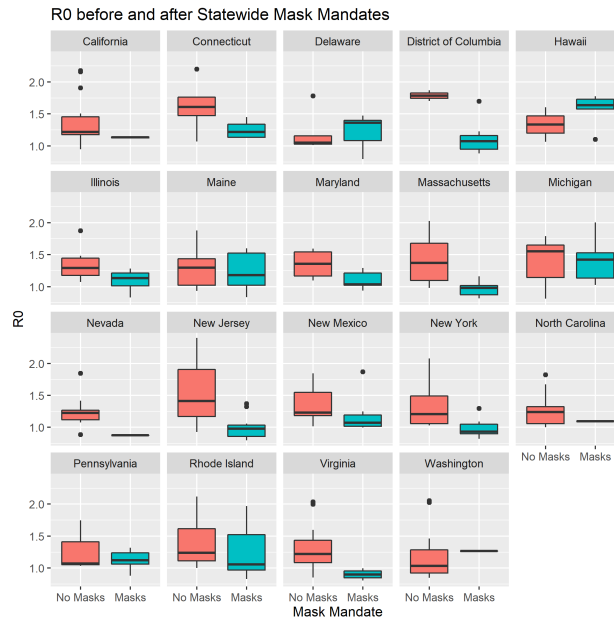 R0 before and after Statewide Mask Mandates
California Connecticut Delaware District of Columbia Hawaii
2.0
1.5
1.0
Illinois Maine Maryland Massachusetts Michigan
2.0
1.5
1.0
R0
Nevada New Jersey New Mexico New York North Carolina
2.0
1.5
1.0
No Masks Masks
Pennsylvania Rhode Island Virginia Washington
2.0
1.5
1.0
No Masks Masks No Masks Masks No Masks Masks No Masks Masks
Mask Mandate